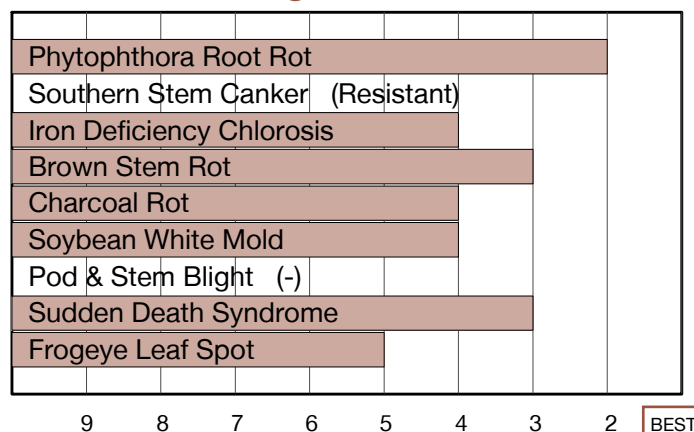 Phytophthora Root Rot
Southern Stem Canker (Resistant)
Iron Deficiency Chlorosis
Brown Stem Rot
Charcoal Rot
Soybean White Mold
Pod & Stem Blight (-)
Sudden Death Syndrome
Frogeye Leaf Spot
9 8 7 6 5 4 3 2 BEST